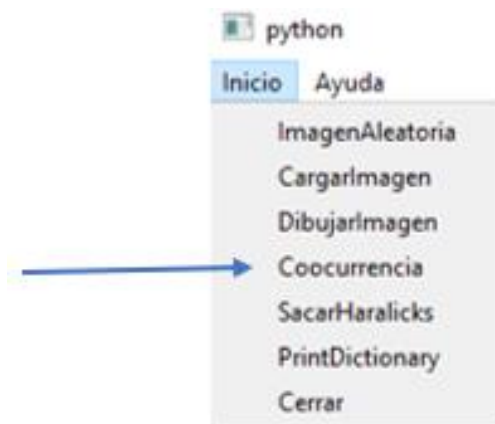 python
Inicio Ayuda
ImagenAleatoria
CargarImagen
DibujarImagen
Coocurrencia
SacarHaralicks
PrintDictionary
Cerrar